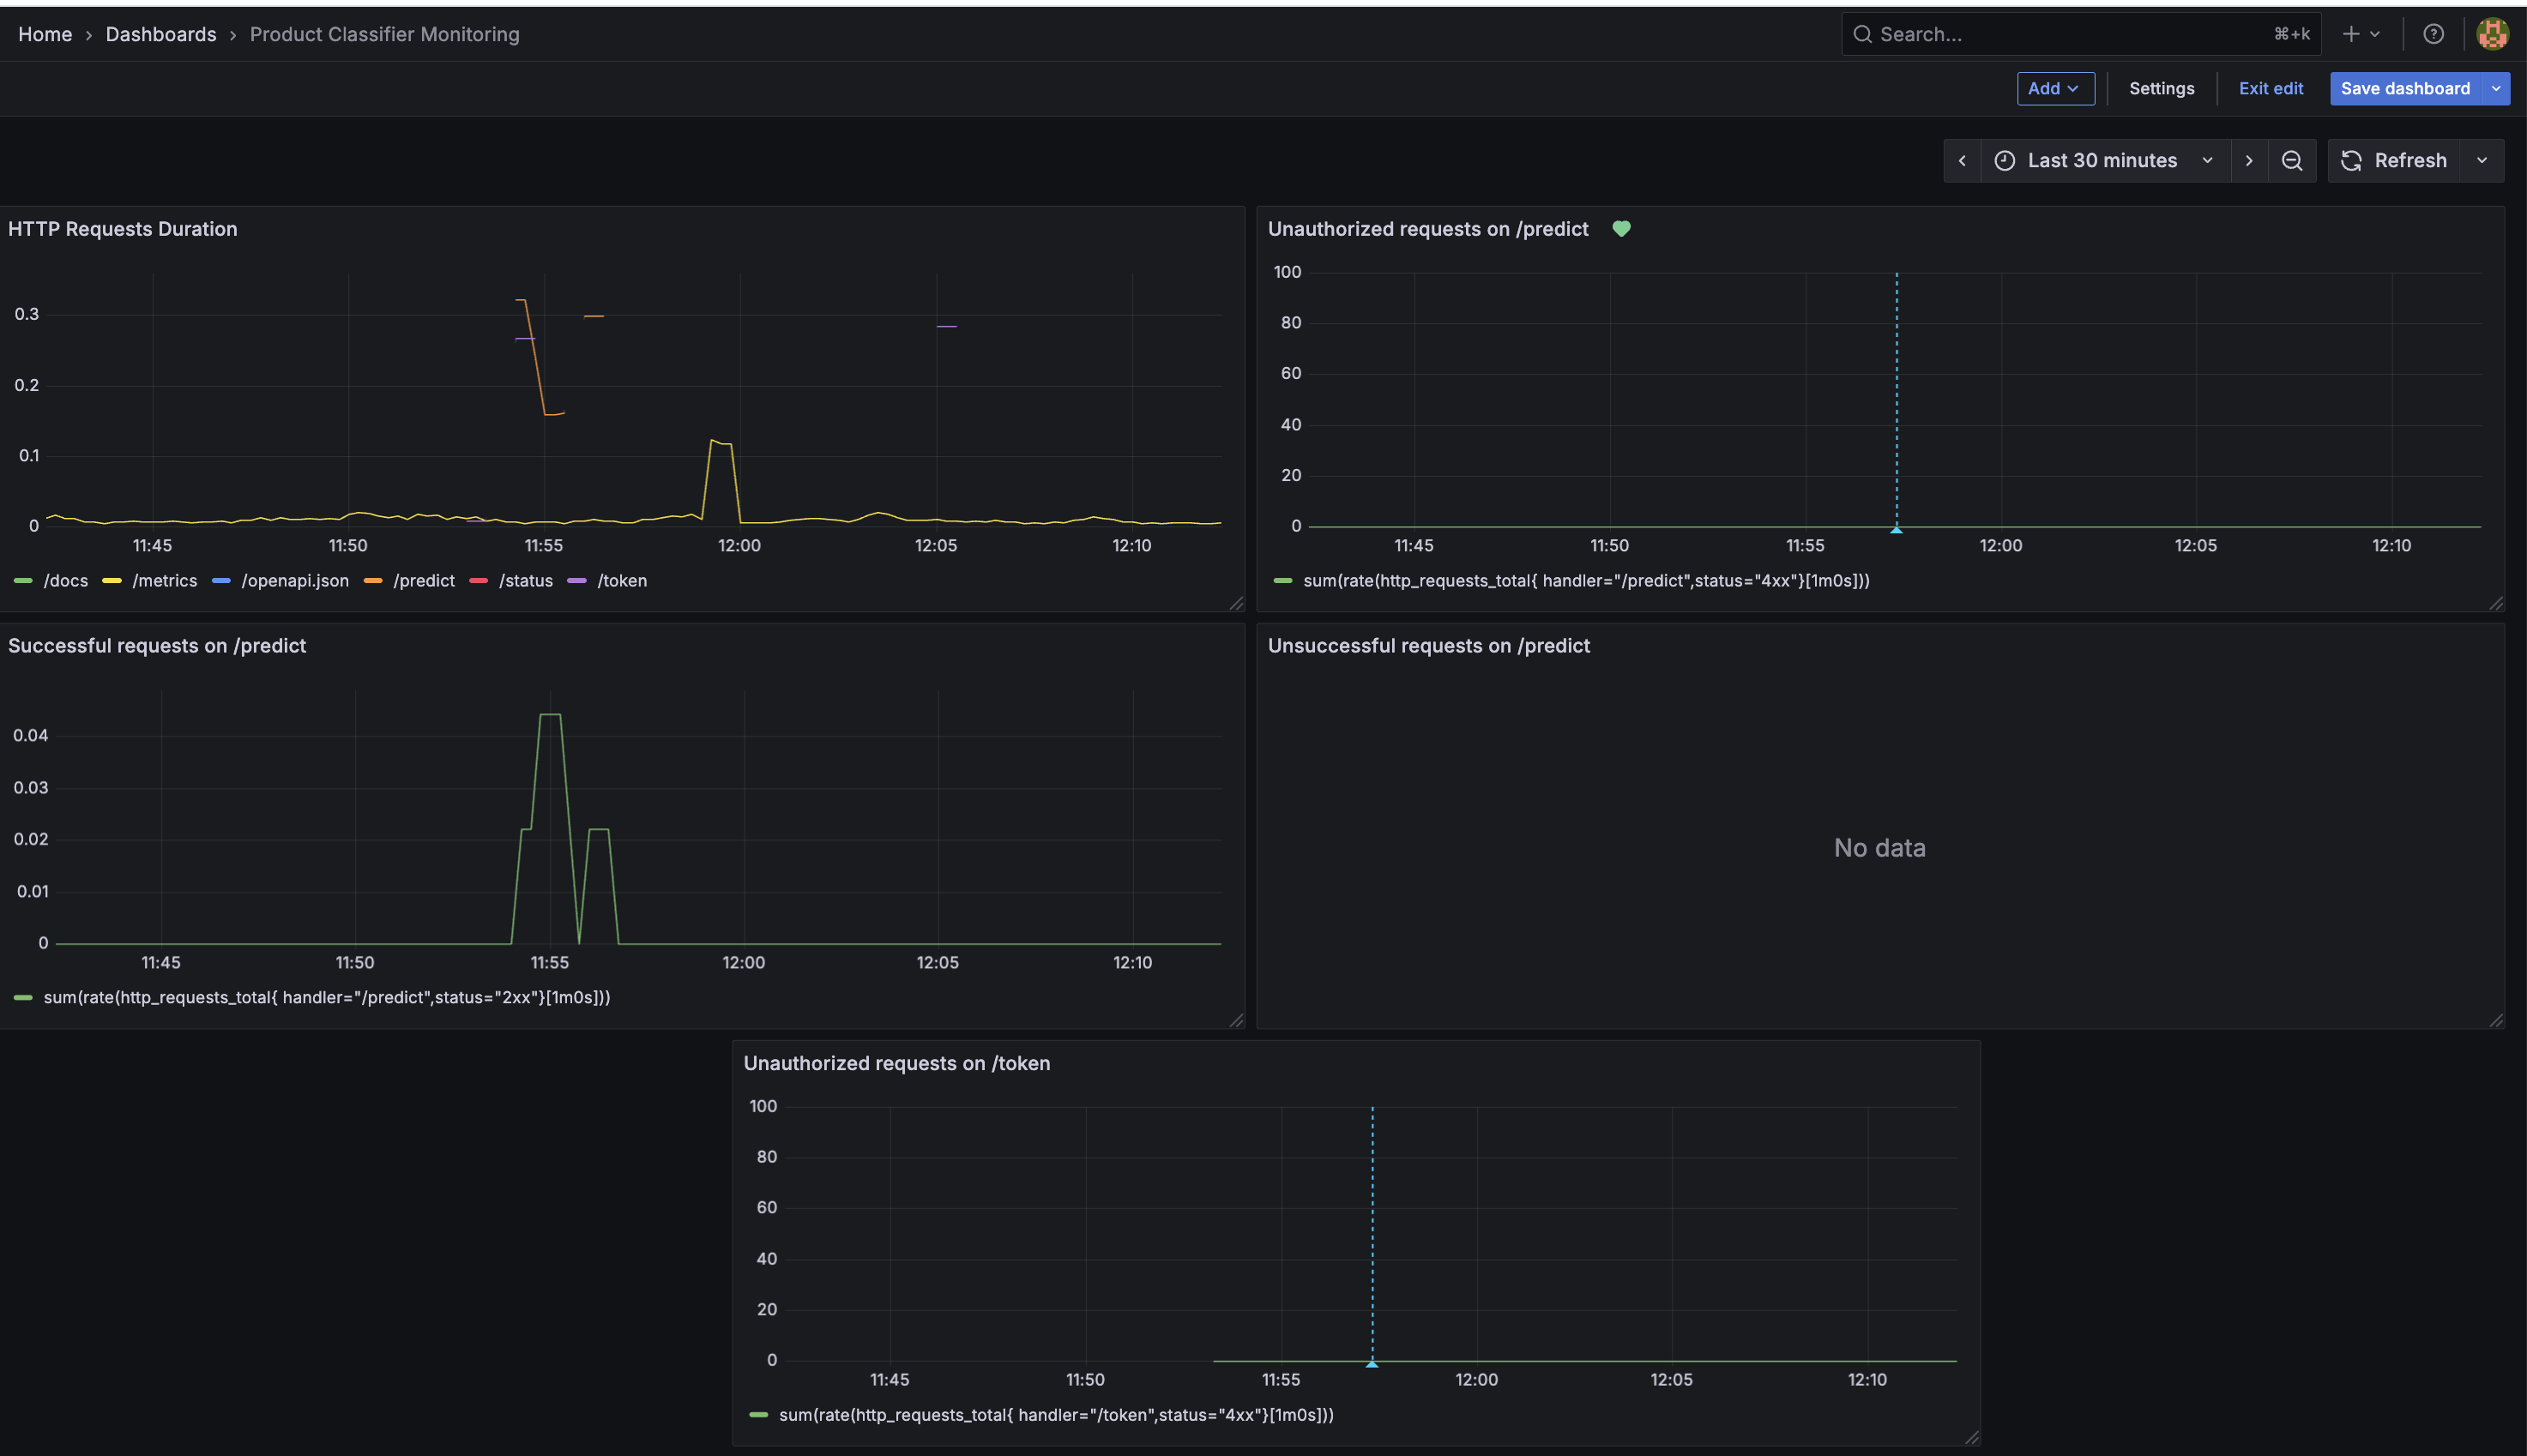 Home › Dashboards › Product Classifier Monitoring
Search... ⌘+k
Add Settings Exit edit Save dashboard
Last 30 minutes Refresh
HTTP Requests Duration
0.3
0.2
0.1
0
11:45 11:50 11:55 12:00 12:05 12:10
/docs /metrics /openapi.json /predict /status /token
Unauthorized requests on /predict
100
80
60
40
20
0
11:45 11:50 11:55 12:00 12:05 12:10
sum(rate(http_requests_total{ handler="/predict",status="4xx"}[1m0s]))
Successful requests on /predict
0.04
0.03
0.02
0.01
0
11:45 11:50 11:55 12:00 12:05 12:10
sum(rate(http_requests_total{ handler="/predict",status="2xx"}[1m0s]))
Unsuccessful requests on /predict
No data
Unauthorized requests on /token
100
80
60
40
20
0
11:45 11:50 11:55 12:00 12:05 12:10
sum(rate(http_requests_total{ handler="/token",status="4xx"}[1m0s]))